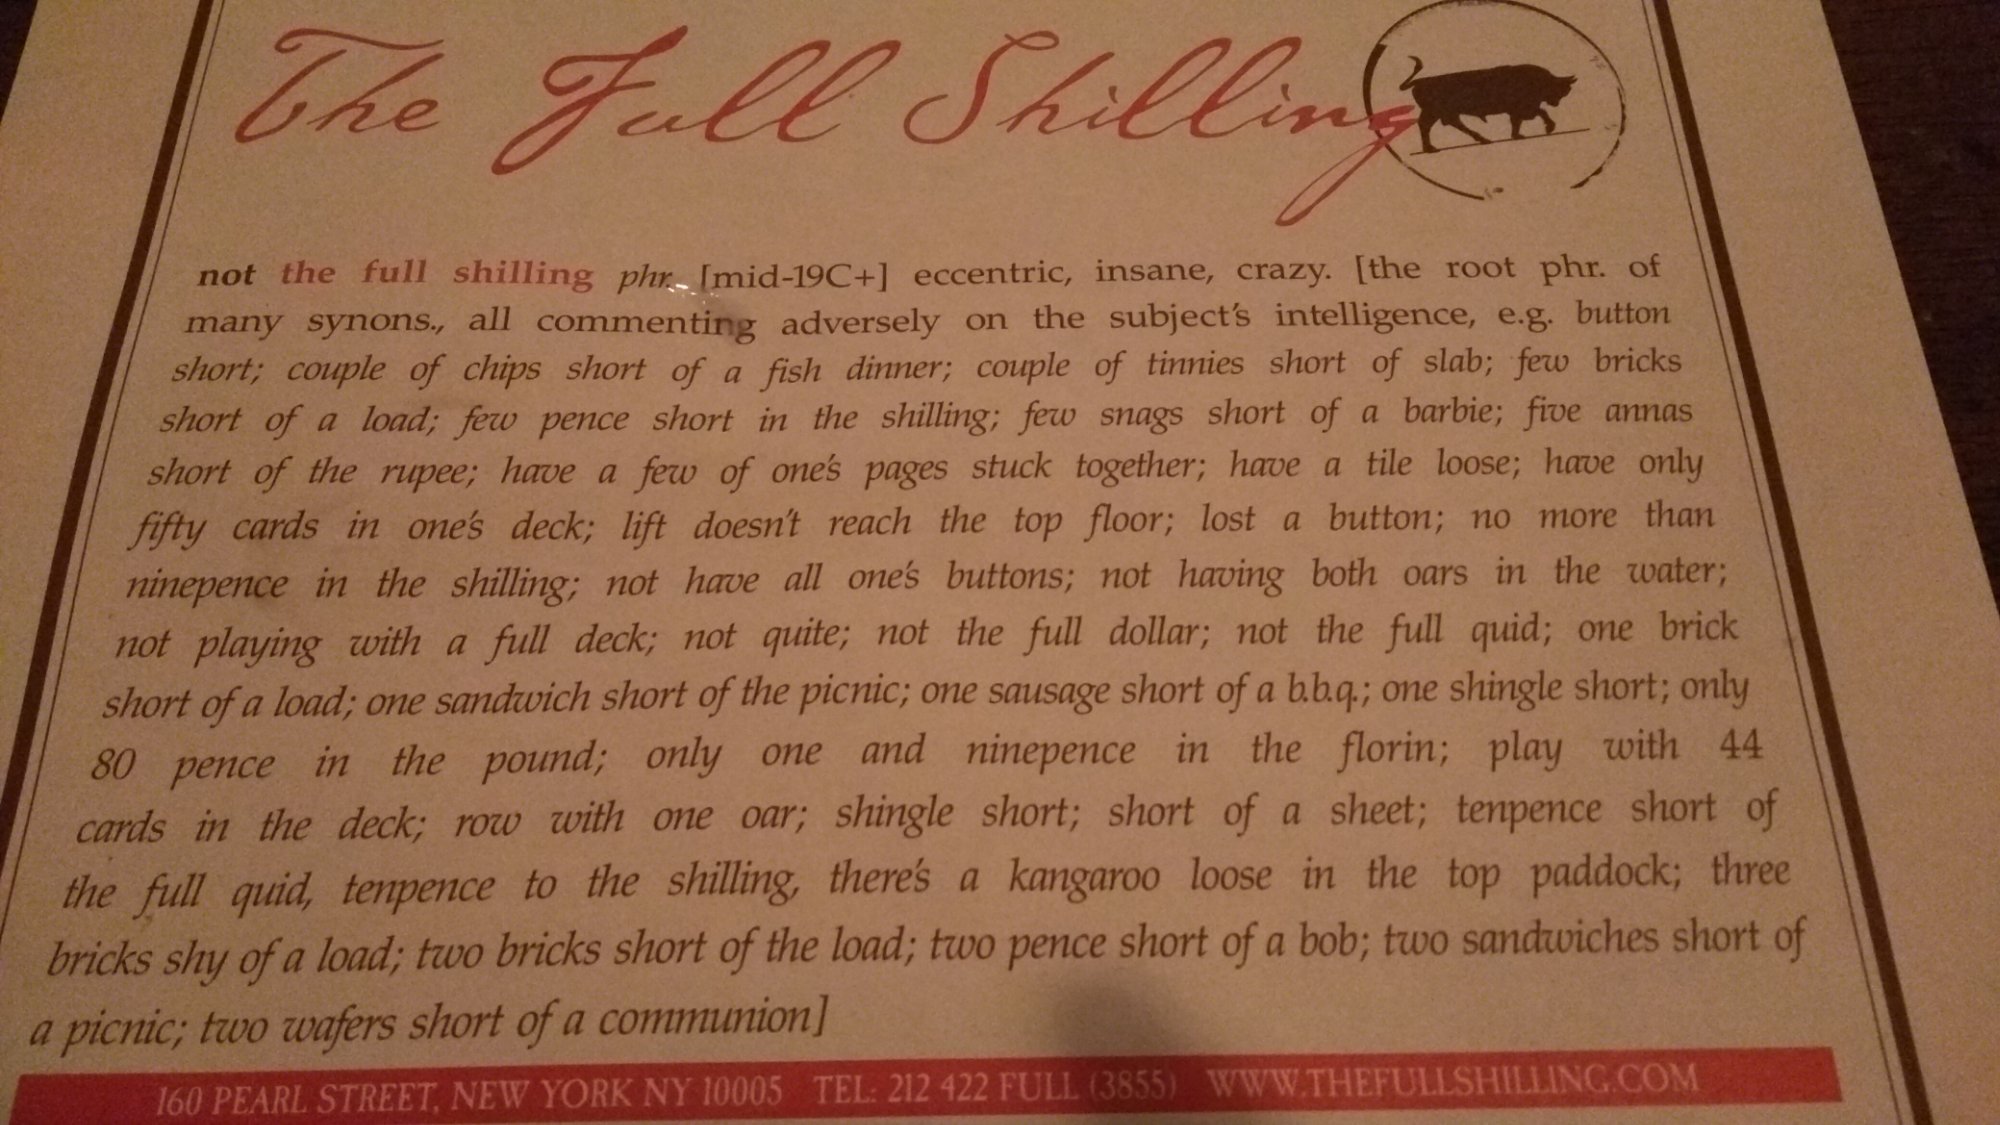 The Full Shilling
not the full shilling phr. [mid-19C+] eccentric, insane, crazy. [the root phr. of
many synons., all commenting adversely on the subject's intelligence, e.g. button
short; couple of chips short of a fish dinner; couple of tinnies short of slab; few bricks
short of a load; few pence short in the shilling; few snags short of a barbie; five annas
short of the rupee; have a few of one's pages stuck together; have a tile loose; have only
fifty cards in one's deck; lift doesn't reach the top floor; lost a button; no more than
ninepence in the shilling; not have all one's buttons; not having both oars in the water;
not playing with a full deck; not quite; not the full dollar; not the full quid; one brick
short of a load; one sandwich short of the picnic; one sausage short of a b.b.q.; one shingle short; only
80 pence in the pound; only one and ninepence in the florin; play with 44
cards in the deck; row with one oar; shingle short; short of a sheet; tenpence short of
the full quid, tenpence to the shilling, there's a kangaroo loose in the top paddock; three
bricks shy of a load; two bricks short of the load; two pence short of a bob; two sandwiches short of
a picnic; two wafers short of a communion]
160 PEARL STREET, NEW YORK NY 10005 TEL: 212 422 FULL (3855) WWW.THEFULLSHILLING.COM